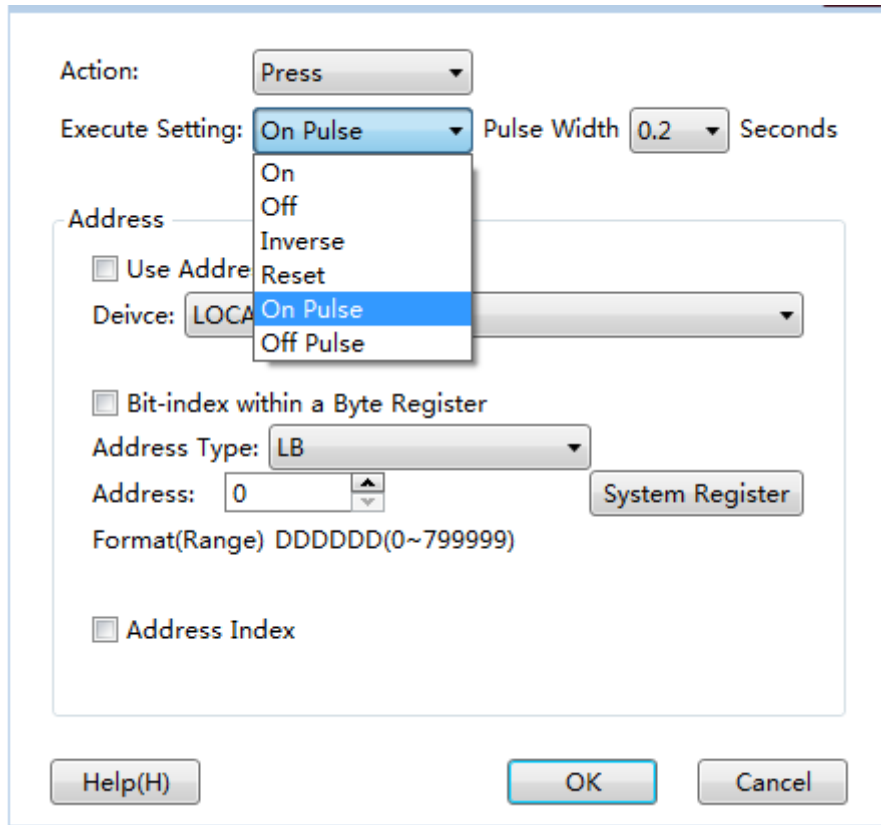 Action: Press
Execute Setting: On Pulse Pulse Width 0.2 Seconds
On
Off
Inverse
Reset
On Pulse
Off Pulse
Address
Use Addre
Deivce: LOCA
Bit-index within a Byte Register
Address Type: LB
Address: 0 System Register
Format(Range) DDDDDD(0~799999)
Address Index
Help(H) OK Cancel